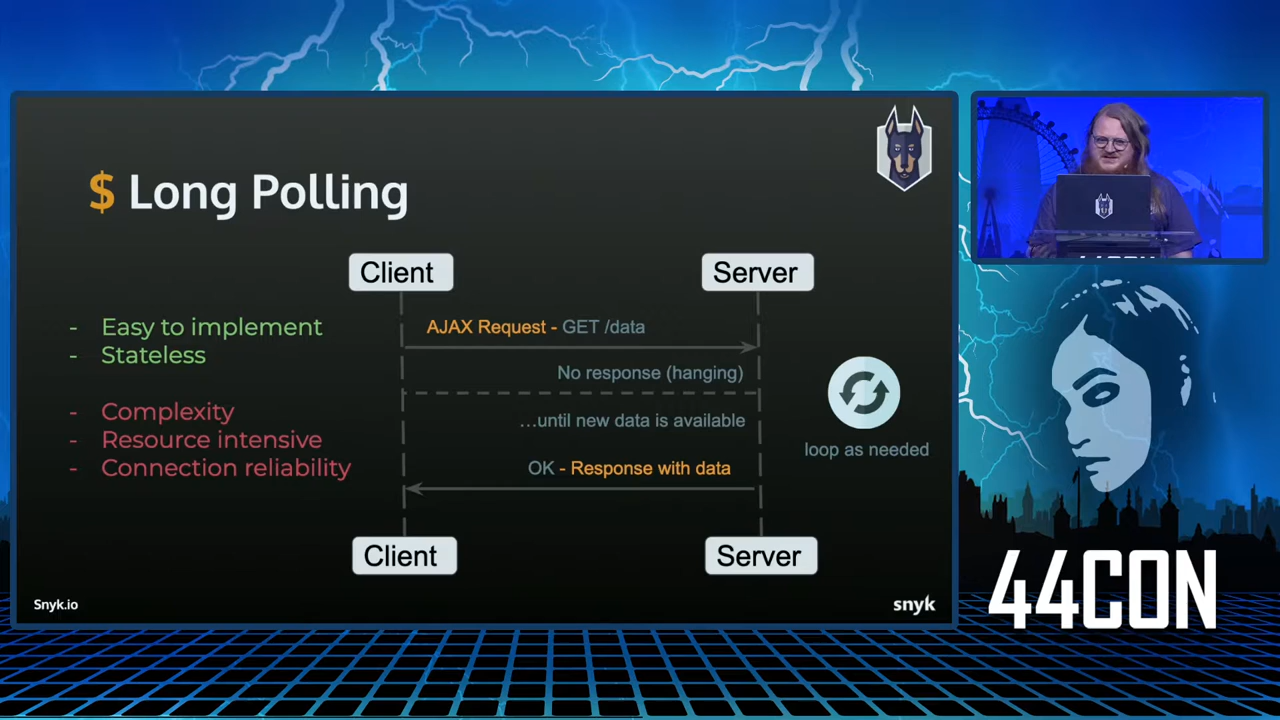 $ Long Polling
Client
Server
- Easy to implement
- Stateless
- Complexity
- Resource intensive
- Connection reliability
AJAX Request - GET /data
No response (hanging)
...until new data is available
OK - Response with data
loop as needed
Client
Server
Snyk.io
snyk
44CON